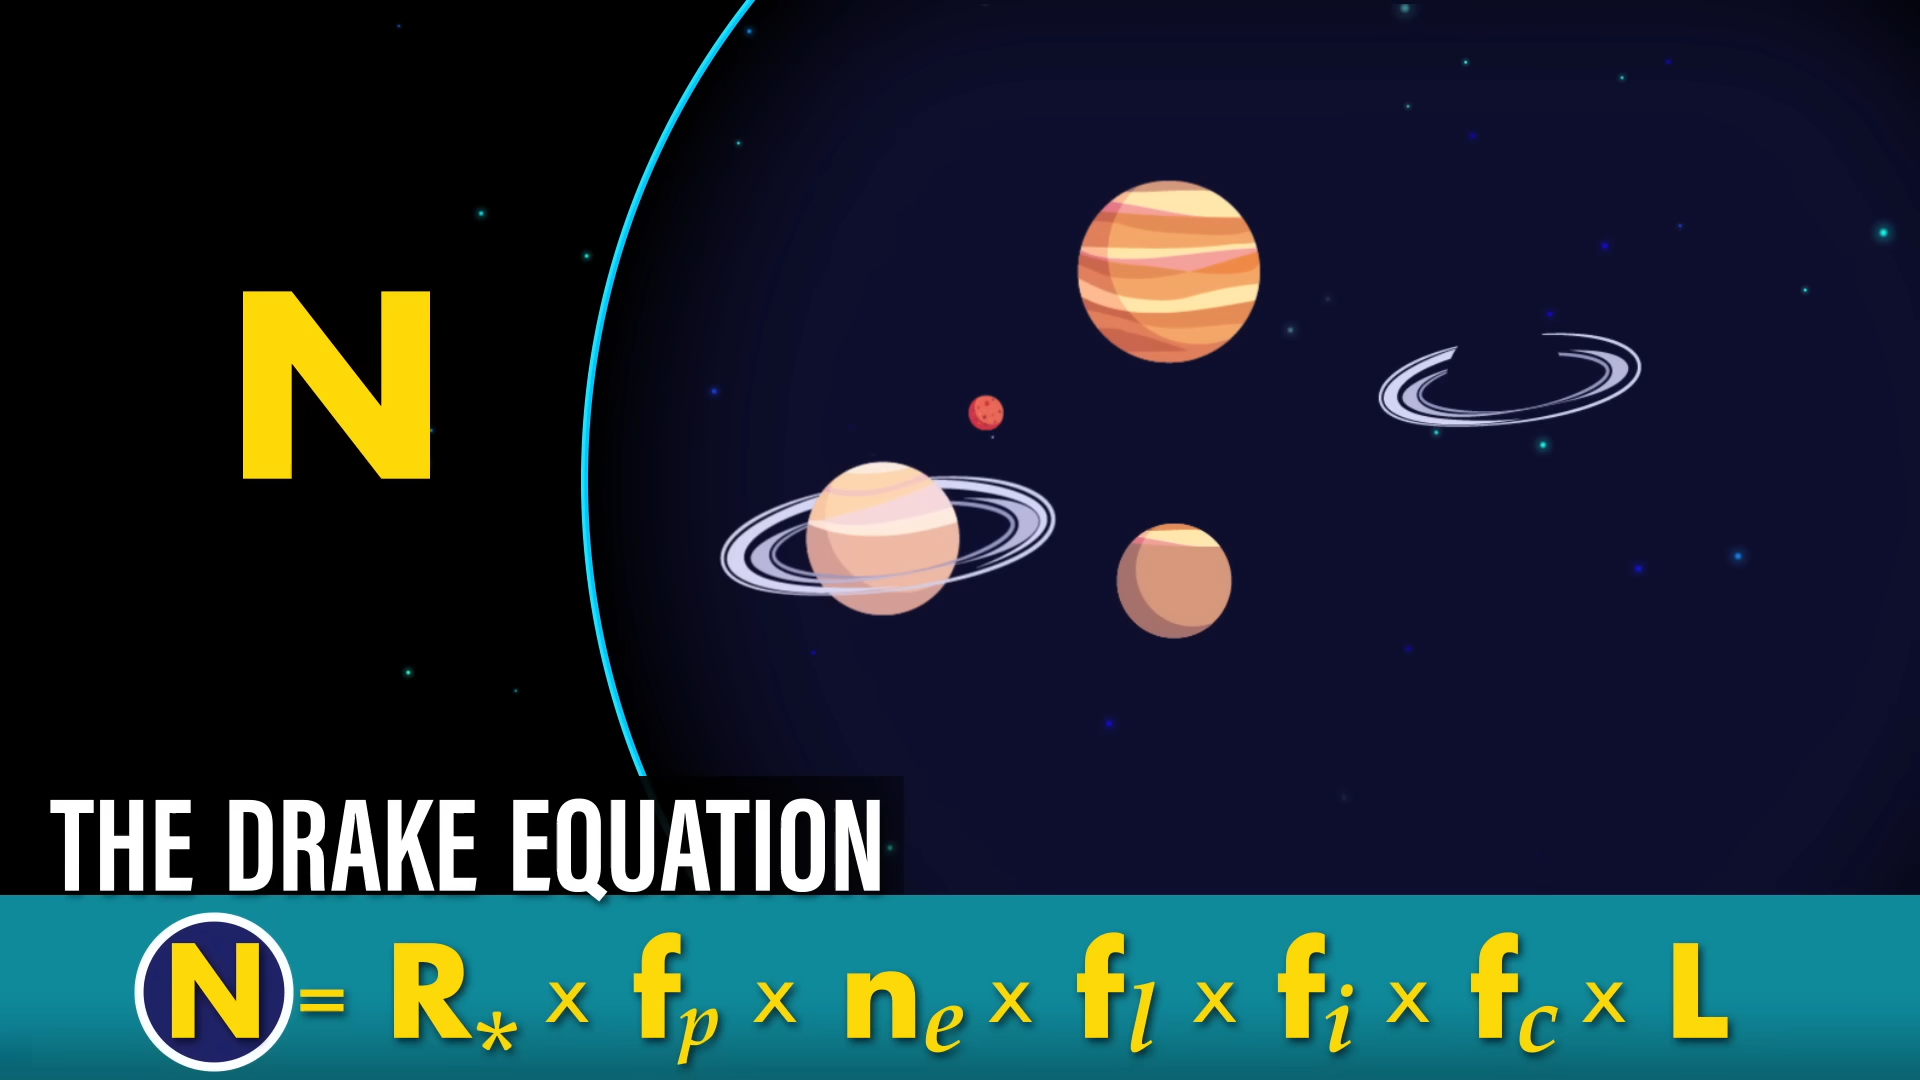 N
THE DRAKE EQUATION
N = R* x fp x ne x fl x fi x fc x L